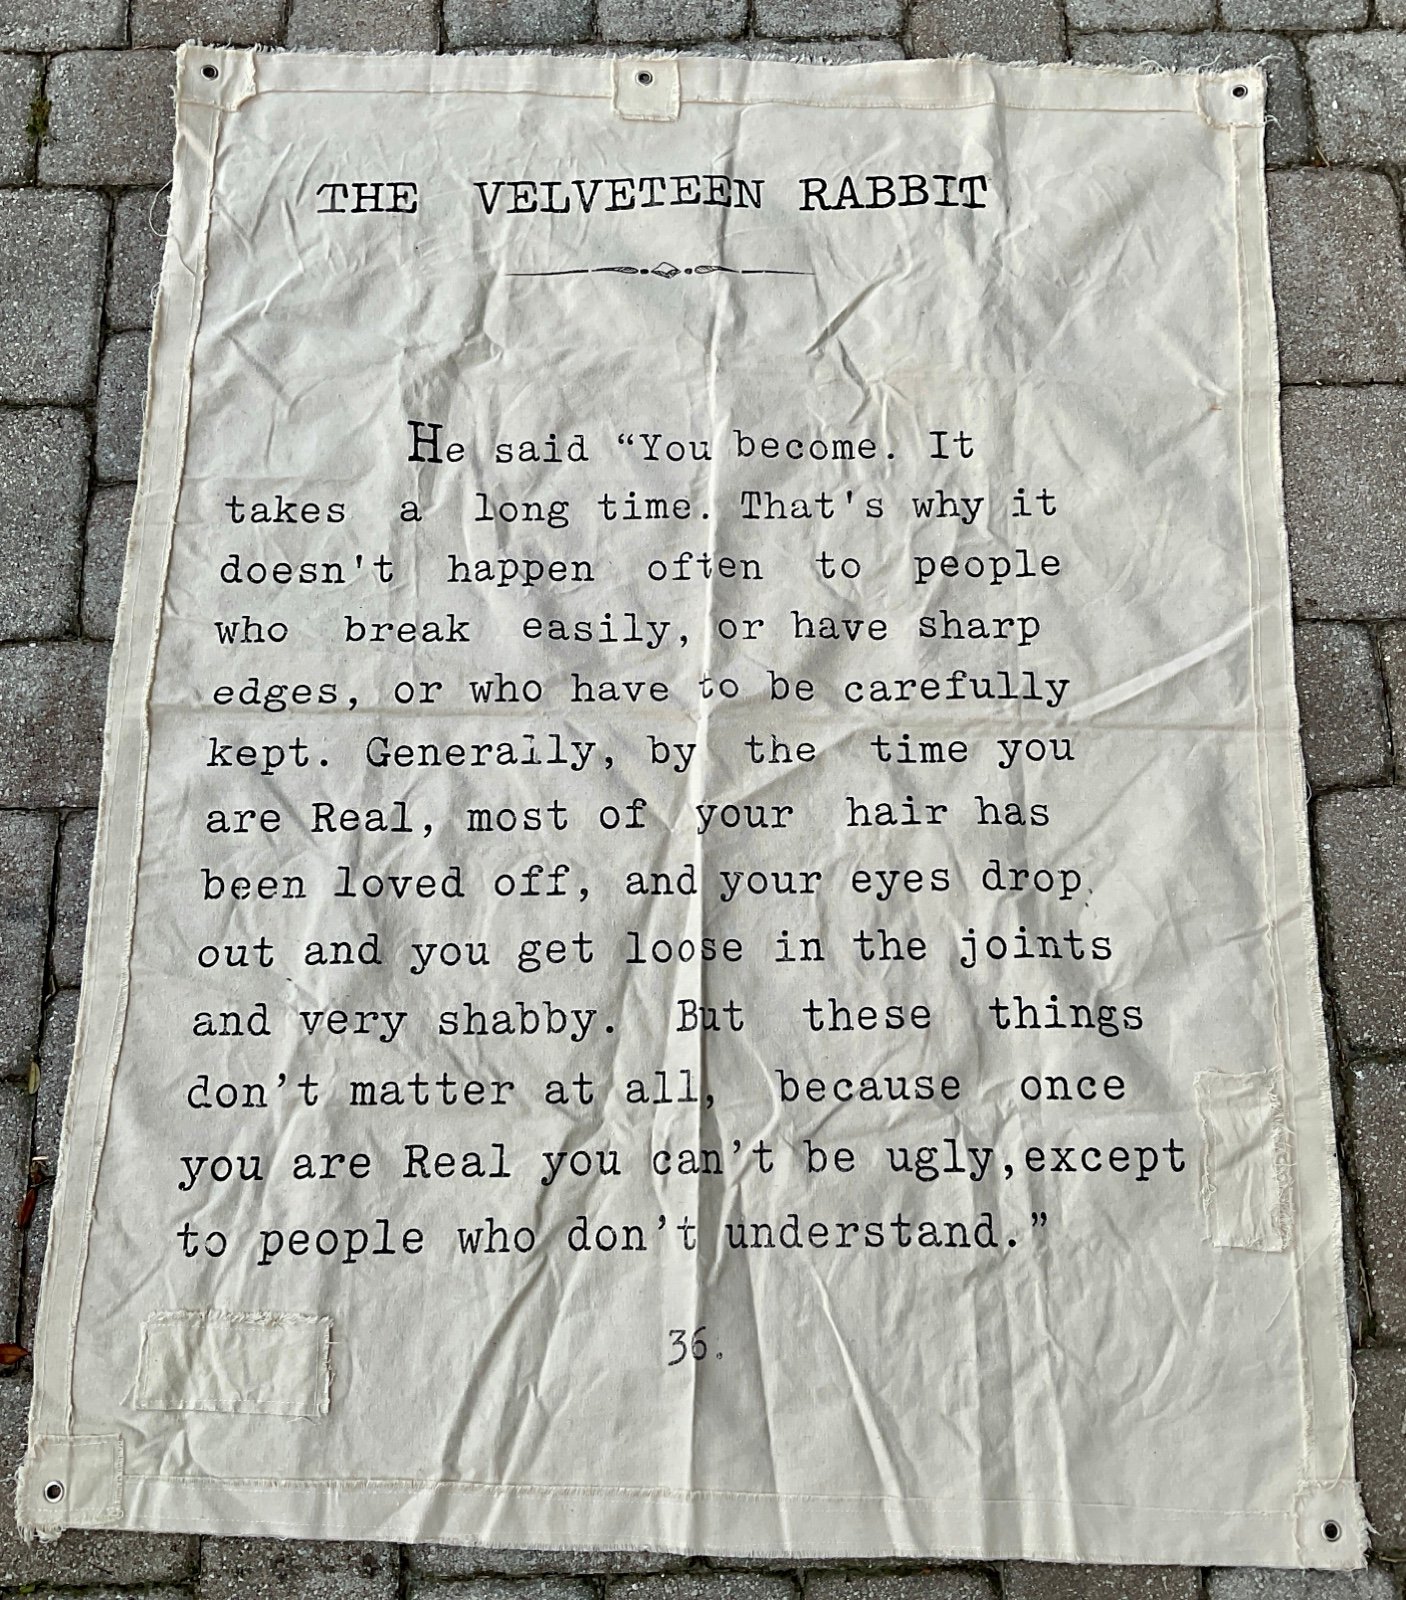 THE VELVETEEN RABBIT
He said “You become. It
takes a long time. That's why it
doesn't happen often to people
who break easily, or have sharp
edges, or who have to be carefully
kept. Generally, by the time you
are Real, most of your hair has
been loved off, and your eyes drop
out and you get loose in the joints
and very shabby. But these things
don’t matter at all, because once
you are Real you can’t be ugly,except
to people who don’t understand.”
36.